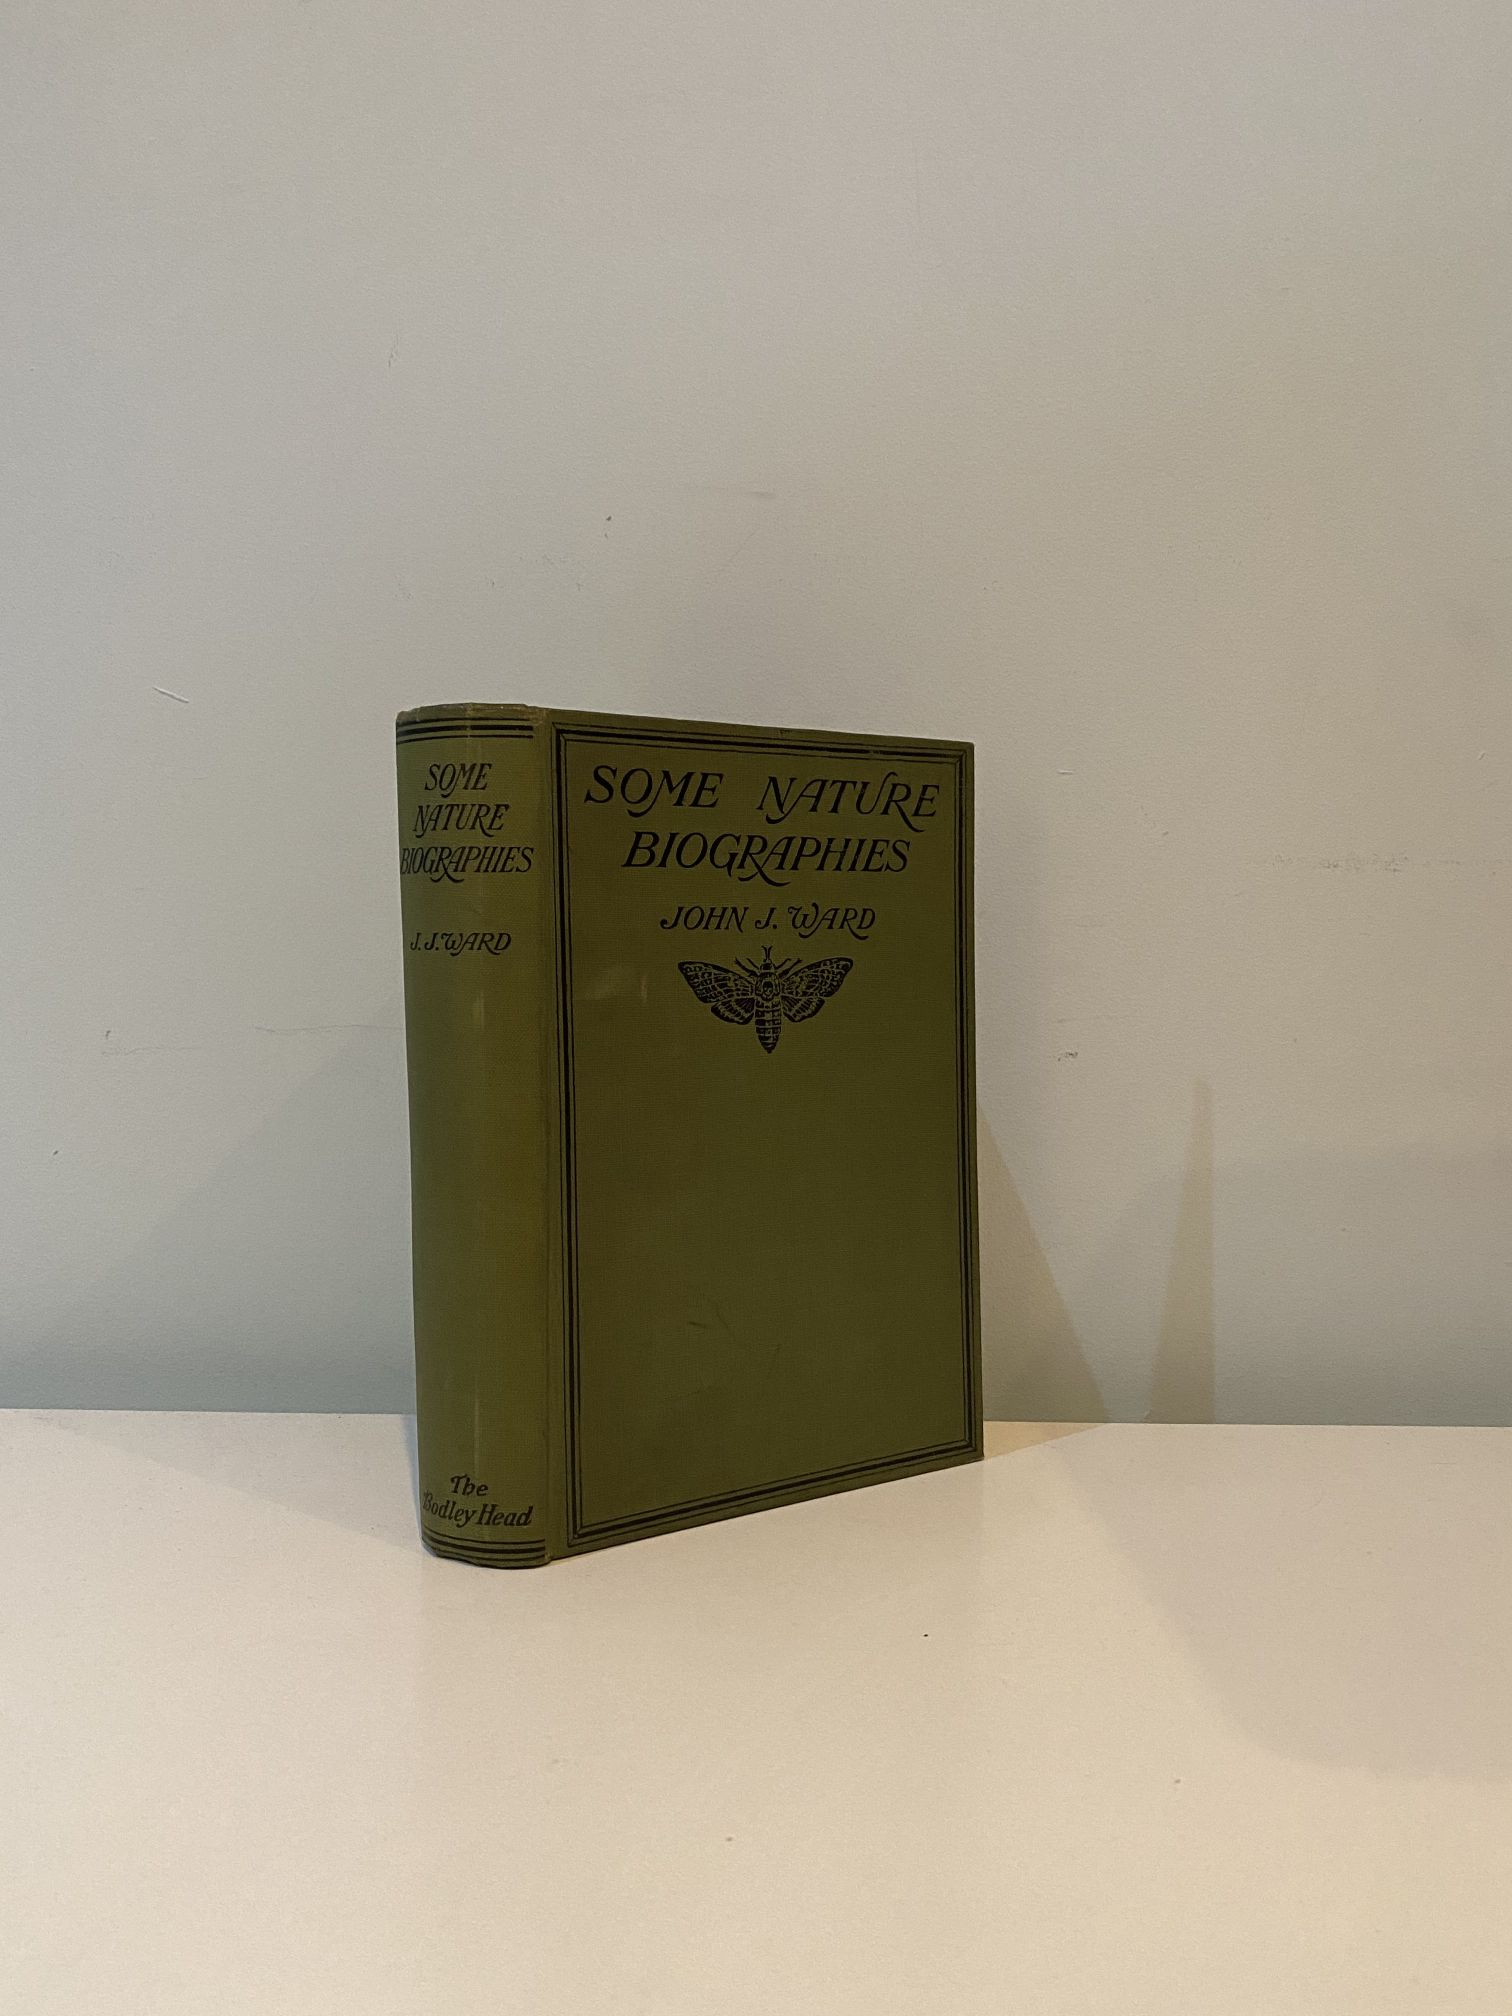 SOME
NATURE
BIOGRAPHIES
J. J. WARD
The
Bodley Head
SOME NATURE
BIOGRAPHIES
JOHN J. WARD